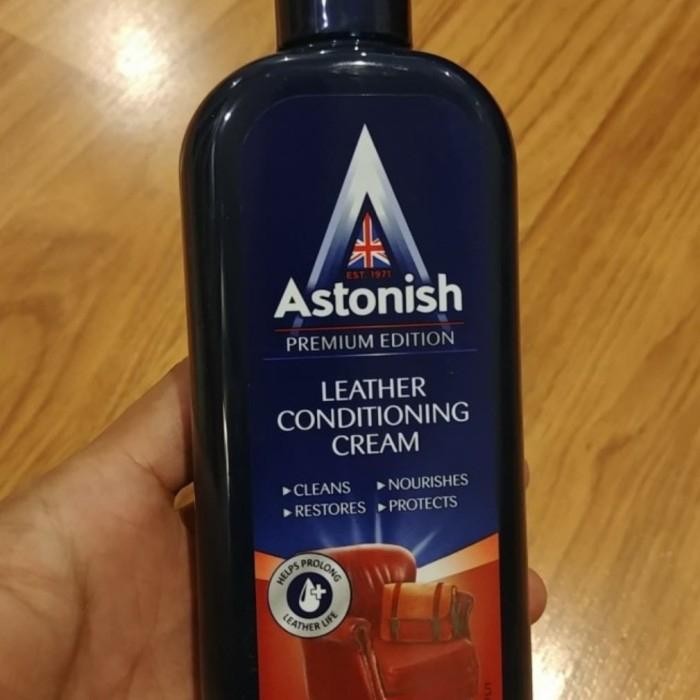 EST. 1971
Astonish
PREMIUM EDITION
LEATHER
CONDITIONING
CREAM
▸CLEANS ▸NOURISHES
▸RESTORES ▸PROTECTS
HELPS PROLONG
LEATHER LIFE